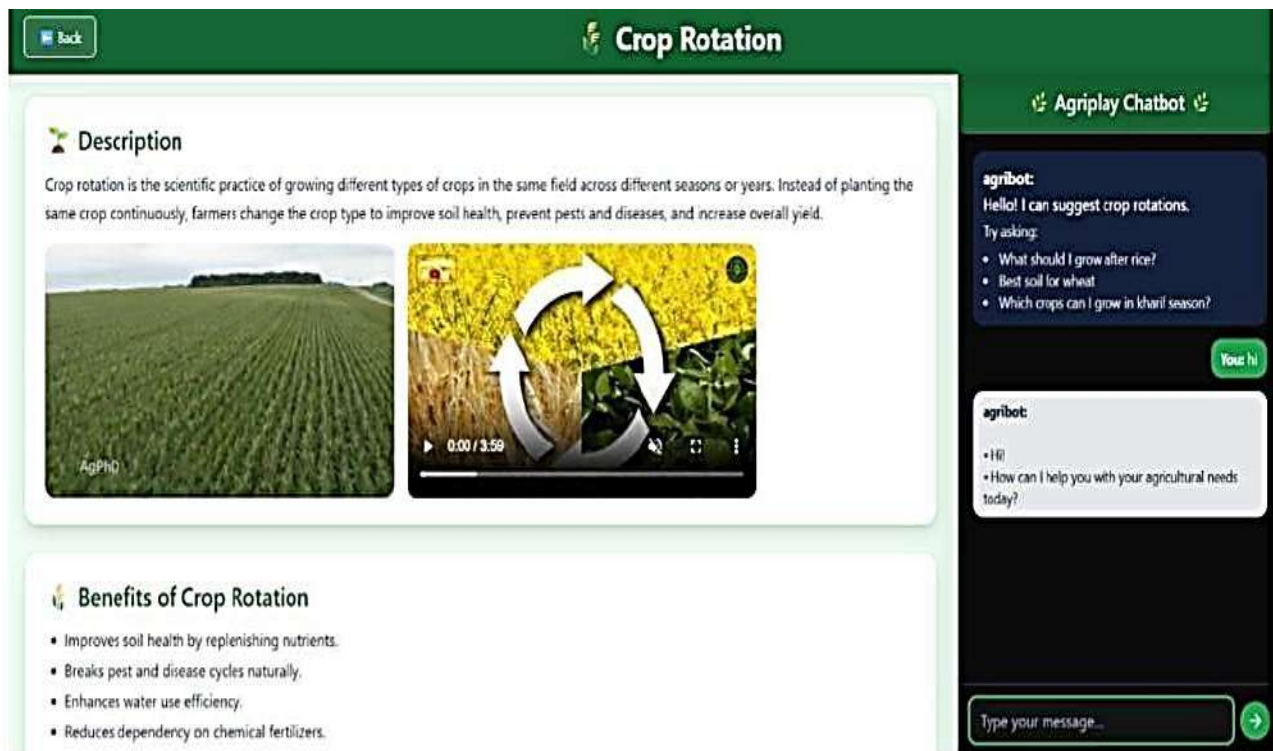 Back
Crop Rotation
Description
Crop rotation is the scientific practice of growing different types of crops in the same field across different seasons or years. Instead of planting the
same crop continuously, farmers change the crop type to improve soil health, prevent pests and diseases, and increase overall yield.
AgPhD
0:00 / 3:59
Benefits of Crop Rotation
• Improves soil health by replenishing nutrients.
• Breaks pest and disease cycles naturally.
• Enhances water use efficiency.
• Reduces dependency on chemical fertilizers.
Agriplay Chatbot
agribot:
Hello! I can suggest crop rotations.
Try asking:
• What should I grow after rice?
• Best soil for wheat
• Which crops can I grow in kharif season?
You: hi
agribot:
• Hi!
• How can I help you with your agricultural needs
today?
Type your message...